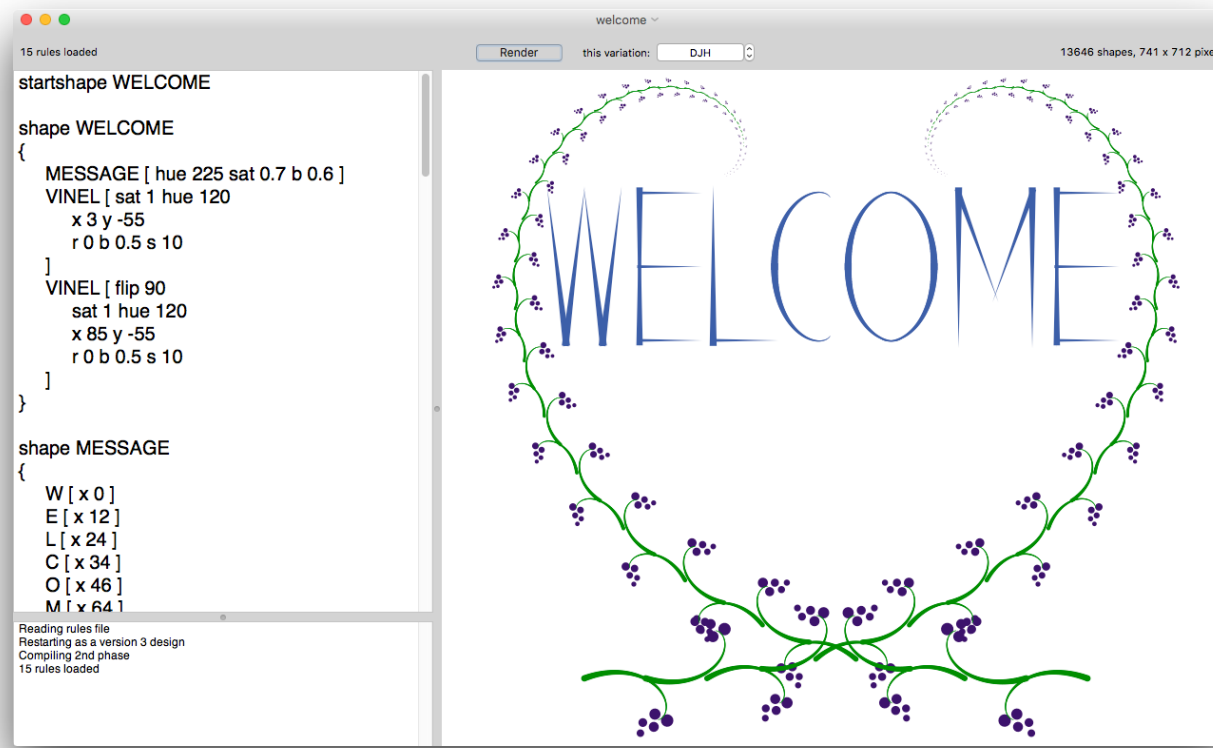 welcome
15 rules loaded
Render
this variation:
DJH
13646 shapes, 741 x 712 pixe
startshape WELCOME
shape WELCOME
{
MESSAGE [ hue 225 sat 0.7 b 0.6 ]
VINEL [ sat 1 hue 120
x 3 y -55
r 0 b 0.5 s 10
]
VINEL [ flip 90
sat 1 hue 120
x 85 y -55
r 0 b 0.5 s 10
]
}
shape MESSAGE
{
W [ x 0 ]
E [ x 12 ]
L [ x 24 ]
C [ x 34 ]
O [ x 46 ]
M [ x 64 ]
Reading rules file
Restarting as a version 3 design
Compiling 2nd phase
15 rules loaded
WELCOME